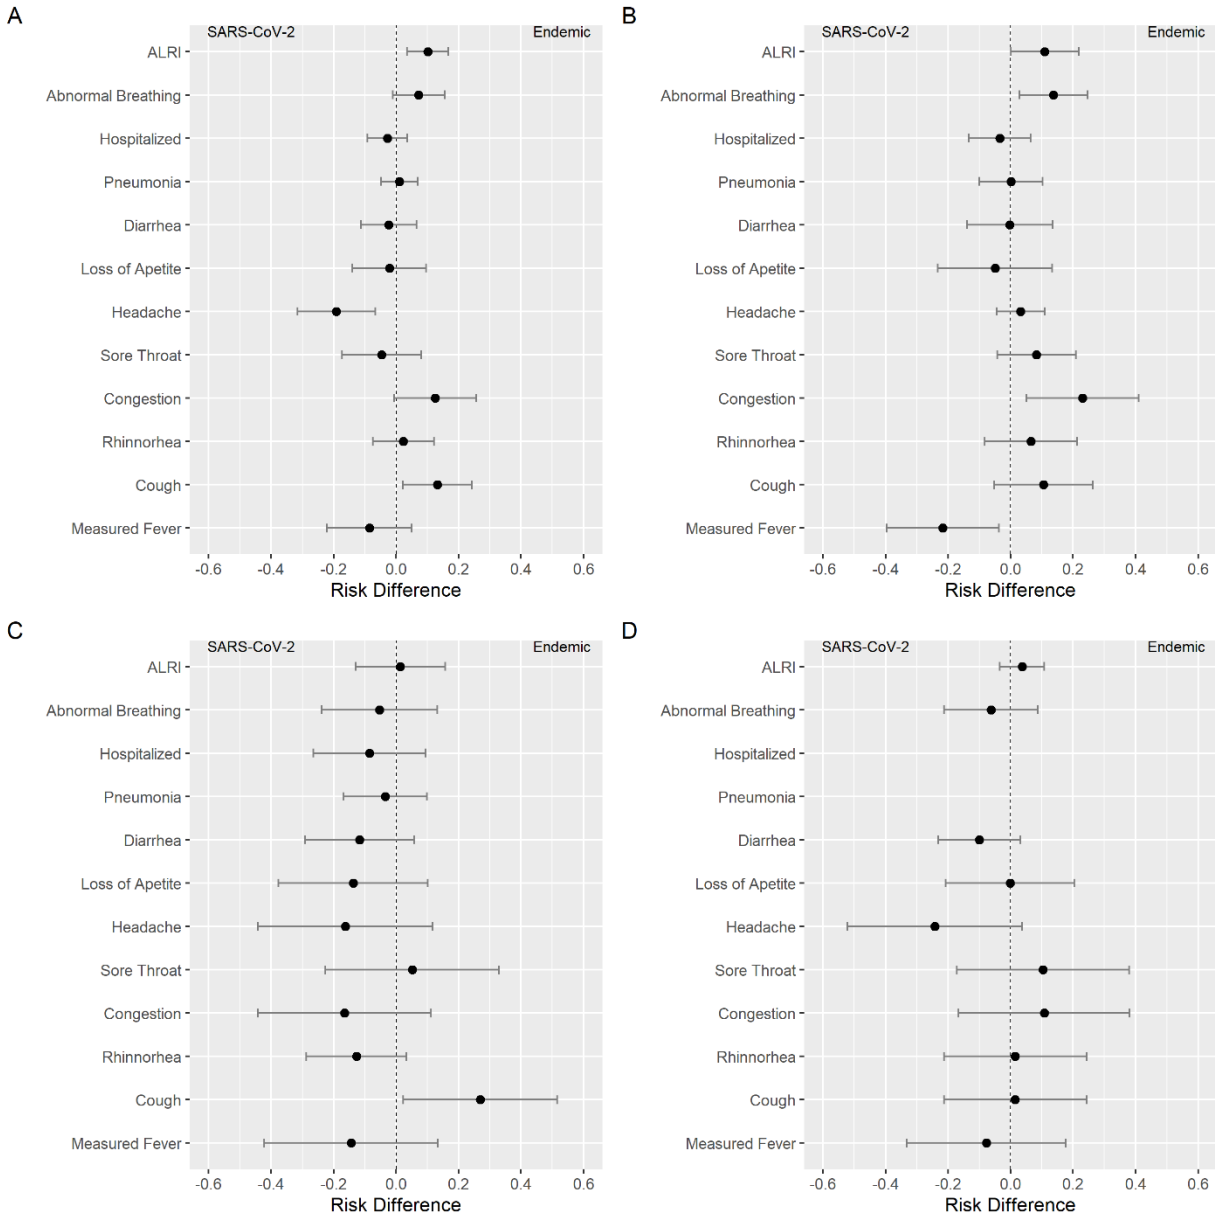 A
SARS-CoV-2 Endemic
ALRI
Abnormal Breathing
Hospitalized
Pneumonia
Diarrhea
Loss of Apetite
Headache
Sore Throat
Congestion
Rhinnorhea
Cough
Measured Fever
-0.6 -0.4 -0.2 0.0 0.2 0.4 0.6
Risk Difference
B
SARS-CoV-2 Endemic
ALRI
Abnormal Breathing
Hospitalized
Pneumonia
Diarrhea
Loss of Apetite
Headache
Sore Throat
Congestion
Rhinnorhea
Cough
Measured Fever
-0.6 -0.4 -0.2 0.0 0.2 0.4 0.6
Risk Difference
C
SARS-CoV-2 Endemic
ALRI
Abnormal Breathing
Hospitalized
Pneumonia
Diarrhea
Loss of Apetite
Headache
Sore Throat
Congestion
Rhinnorhea
Cough
Measured Fever
-0.6 -0.4 -0.2 0.0 0.2 0.4 0.6
Risk Difference
D
SARS-CoV-2 Endemic
ALRI
Abnormal Breathing
Hospitalized
Pneumonia
Diarrhea
Loss of Apetite
Headache
Sore Throat
Congestion
Rhinnorhea
Cough
Measured Fever
-0.6 -0.4 -0.2 0.0 0.2 0.4 0.6
Risk Difference